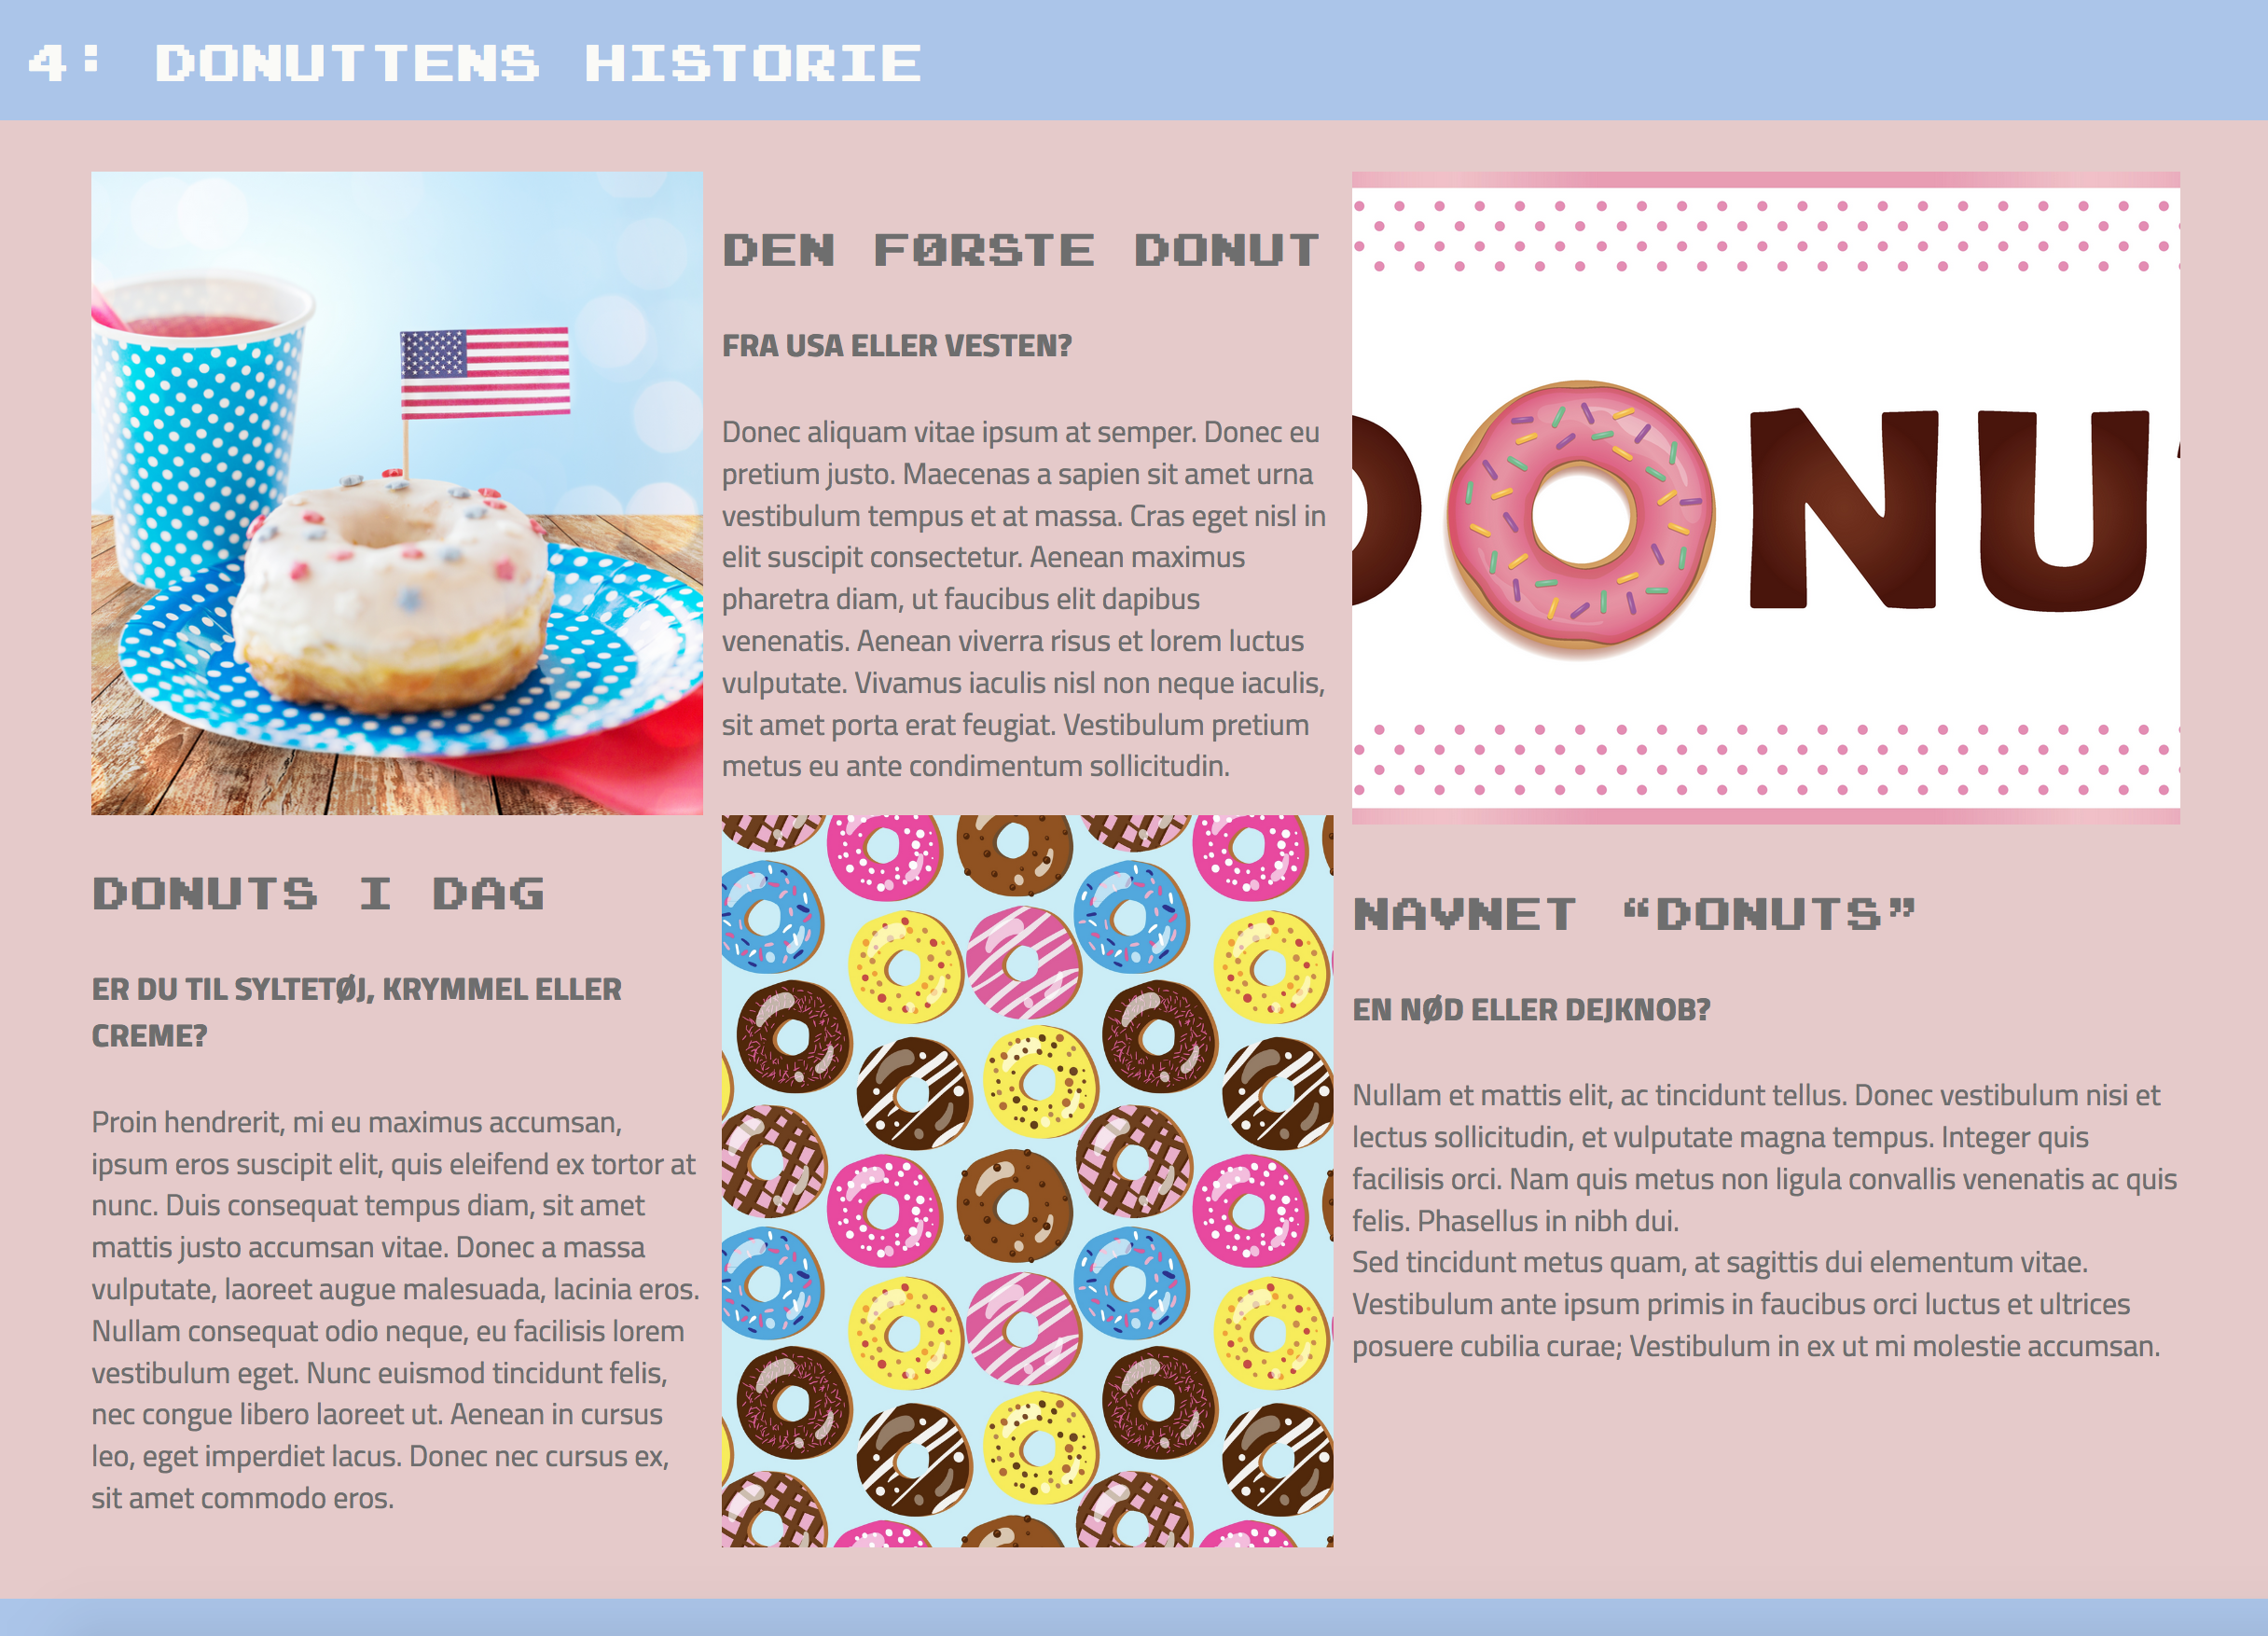 4: DONUTTENS HISTORIE
DEN FØRSTE DONUT
FRA USA ELLER VESTEN?
Donec aliquam vitae ipsum at semper. Donec eu
pretium justo. Maecenas a sapien sit amet urna
vestibulum tempus et at massa. Cras eget nisl in
elit suscipit consectetur. Aenean maximus
pharetra diam, ut faucibus elit dapibus
venenatis. Aenean viverra risus et lorem luctus
vulputate. Vivamus iaculis nisl non neque iaculis,
sit amet porta erat feugiat. Vestibulum pretium
metus eu ante condimentum sollicitudin.
DONU
DONUTS I DAG
ER DU TIL SYLTETØJ, KRYMMEL ELLER
CREME?
Proin hendrerit, mi eu maximus accumsan,
ipsum eros suscipit elit, quis eleifend ex tortor at
nunc. Duis consequat tempus diam, sit amet
mattis justo accumsan vitae. Donec a massa
vulputate, laoreet augue malesuada, lacinia eros.
Nullam consequat odio neque, eu facilisis lorem
vestibulum eget. Nunc euismod tincidunt felis,
nec congue libero laoreet ut. Aenean in cursus
leo, eget imperdiet lacus. Donec nec cursus ex,
sit amet commodo eros.
NAVNET “DONUTS”
EN NØD ELLER DEJKNOB?
Nullam et mattis elit, ac tincidunt tellus. Donec vestibulum nisi et
lectus sollicitudin, et vulputate magna tempus. Integer quis
facilisis orci. Nam quis metus non ligula convallis venenatis ac quis
felis. Phasellus in nibh dui.
Sed tincidunt metus quam, at sagittis dui elementum vitae.
Vestibulum ante ipsum primis in faucibus orci luctus et ultrices
posuere cubilia curae; Vestibulum in ex ut mi molestie accumsan.